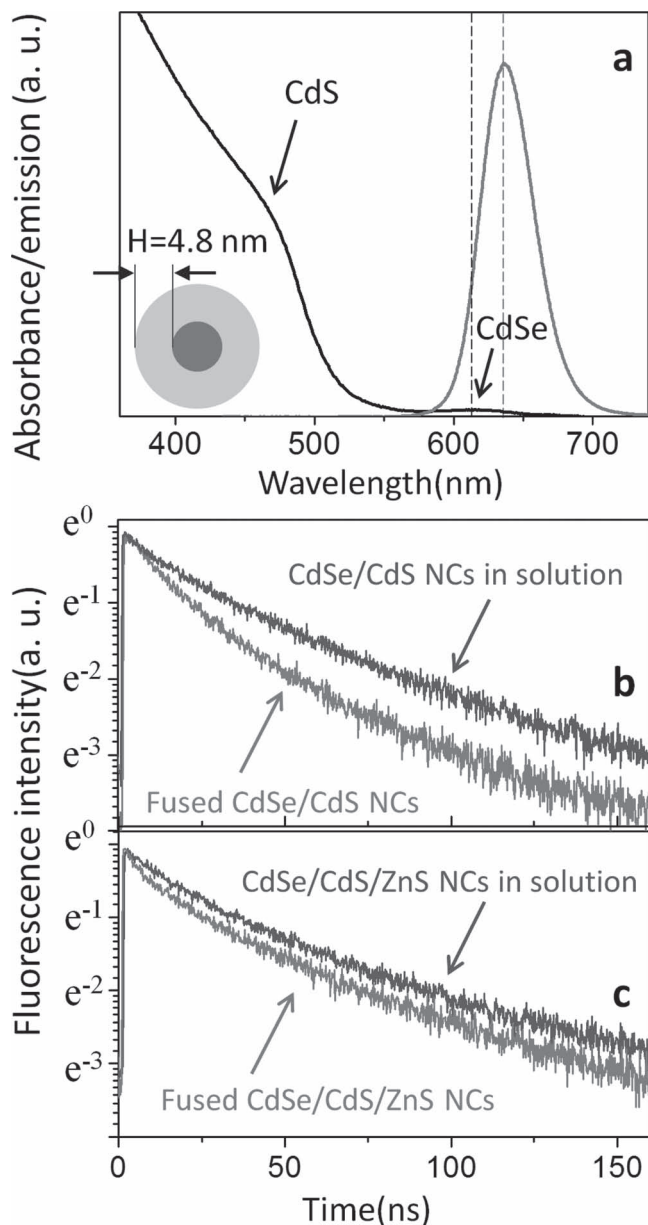 a
CdS
H=4.8 nm
CdSe
Absorbance/emission (a. u.)
400 500 600 700
Wavelength(nm)
e⁰
e⁻¹
e⁻²
e⁻³
CdSe/CdS NCs in solution
b
Fused CdSe/CdS NCs
e⁰
e⁻¹
e⁻²
e⁻³
CdSe/CdS/ZnS NCs in solution
c
Fused CdSe/CdS/ZnS NCs
Fluorescence intensity(a. u.)
0 50 100 150
Time(ns)